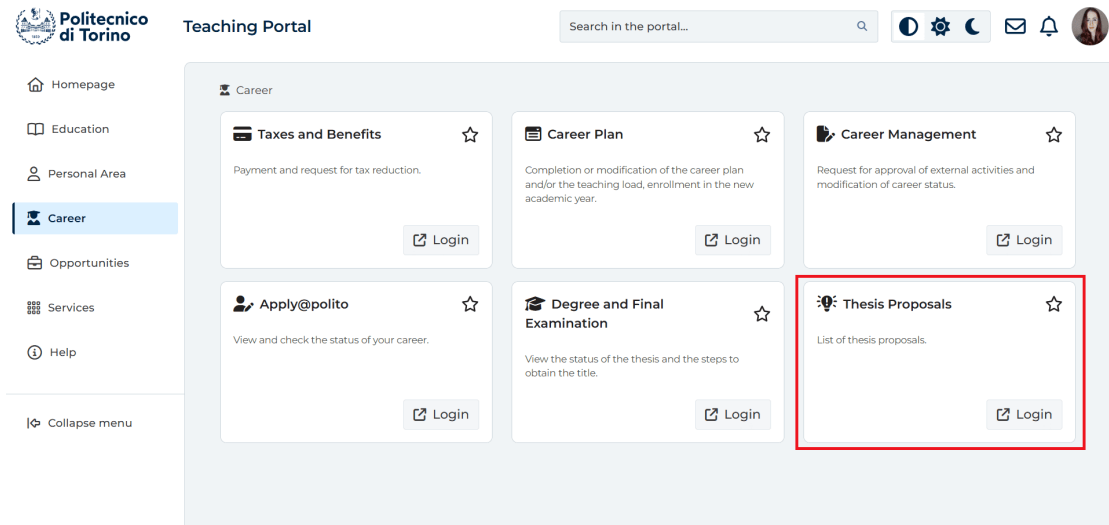 Politecnico
di Torino
Teaching Portal
Search in the portal...
Homepage
Education
Personal Area
Career
Opportunities
Services
Help
Collapse menu
Career
Taxes and Benefits
Payment and request for tax reduction.
Login
Career Plan
Completion or modification of the career plan
and/or the teaching load, enrollment in the new
academic year.
Login
Career Management
Request for approval of external activities and
modification of career status.
Login
Apply@polito
View and check the status of your career.
Login
Degree and Final
Examination
View the status of the thesis and the steps to
obtain the title.
Login
Thesis Proposals
List of thesis proposals.
Login